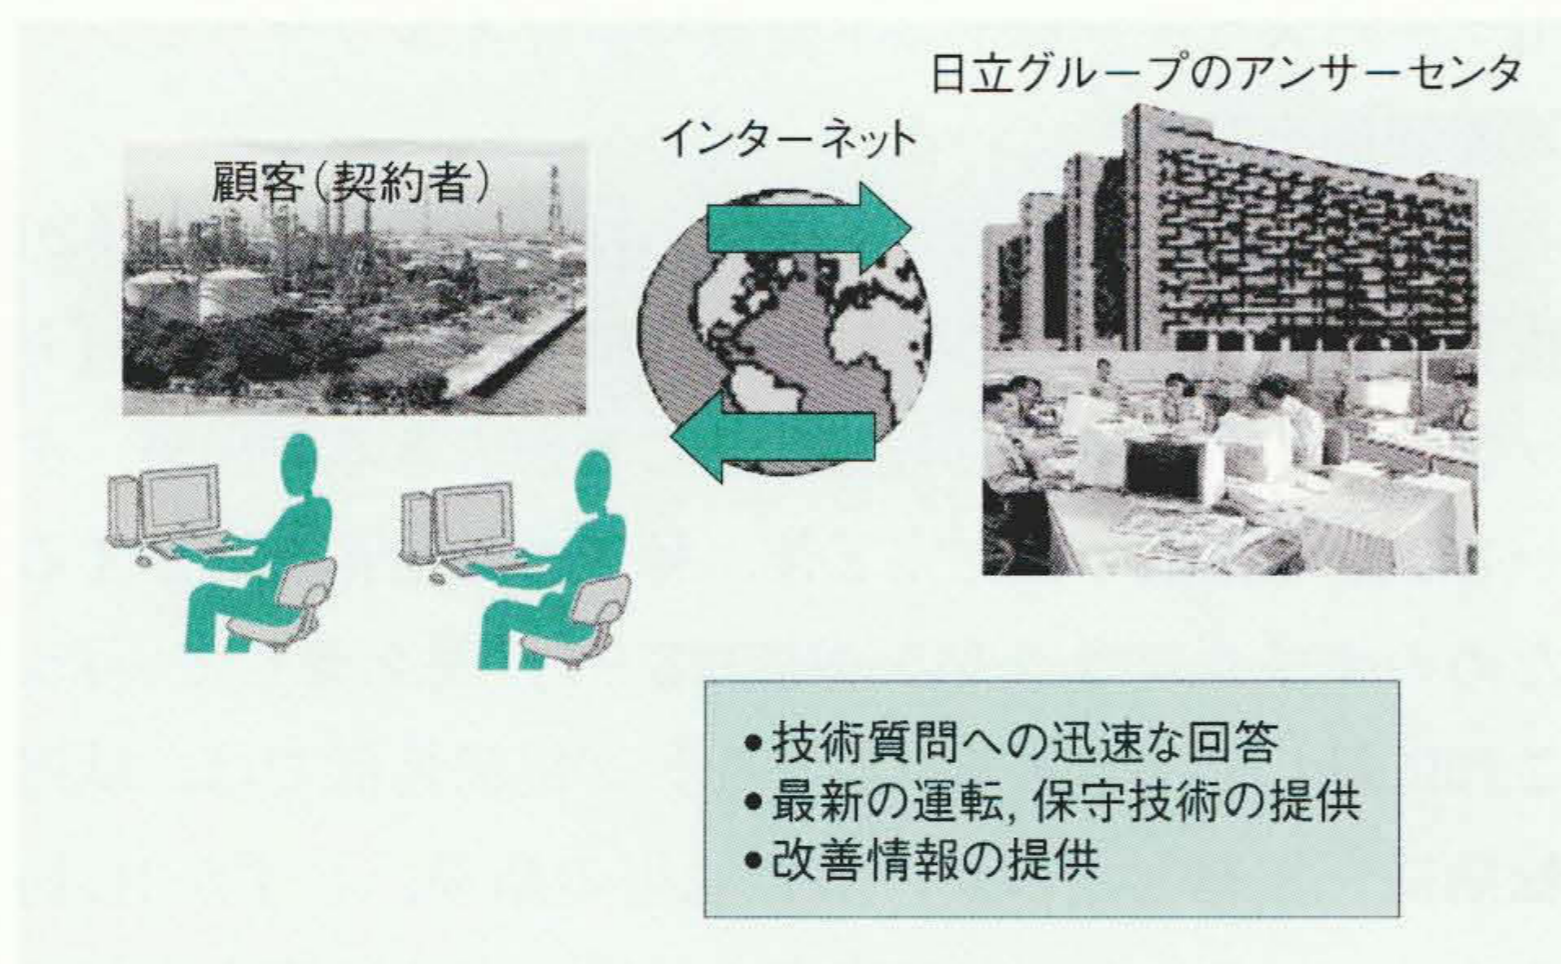 日立グループのアンサーセンタ
インターネット
顧客(契約者)
•技術質問への迅速な回答
•最新の運転, 保守技術の提供
•改善情報の提供